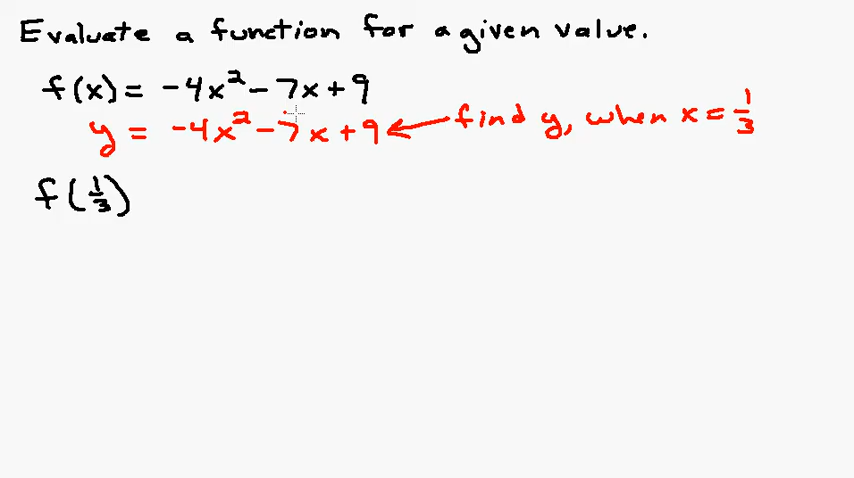 Evaluate a function for a given value.
f(x) = -4x² - 7x + 9
y = -4x² - 7x + 9 ← find y, when x = 1/3
f(1/3)